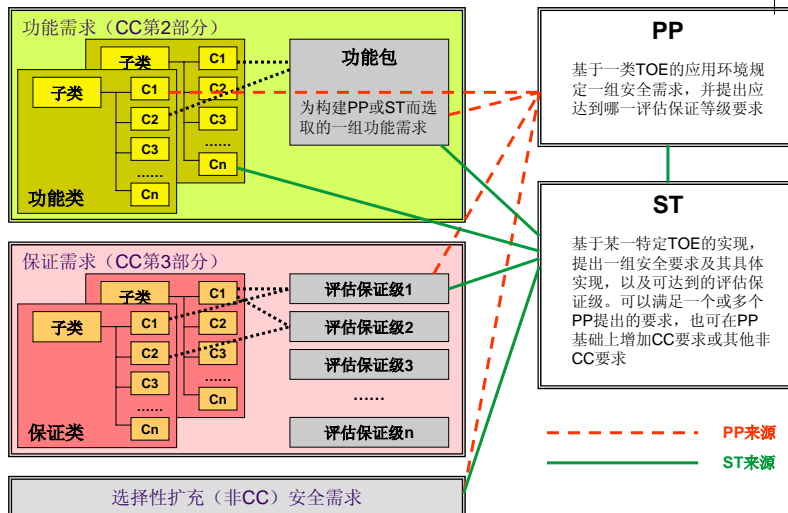 功能需求（CC第2部分）
子类
C1
C2
C3
......
Cn
子类
C1
C2
C3
......
Cn
功能类
功能包
为构建PP或ST而选
取的一组功能需求
保证需求（CC第3部分）
子类
C1
C2
C3
......
Cn
子类
C1
C2
C3
......
Cn
保证类
评估保证级1
评估保证级2
评估保证级3
......
评估保证级n
选择性扩充（非CC）安全需求
PP
基于一类TOE的应用环境规
定一组安全需求，并提出应
达到哪一评估保证等级要求
ST
基于某一特定TOE的实现，
提出一组安全要求及其具体
实现，以及可达到的评估保
证级。可以满足一个或多个
PP提出的要求，也可在PP
基础上增加CC要求或其他非
CC要求
PP来源
ST来源